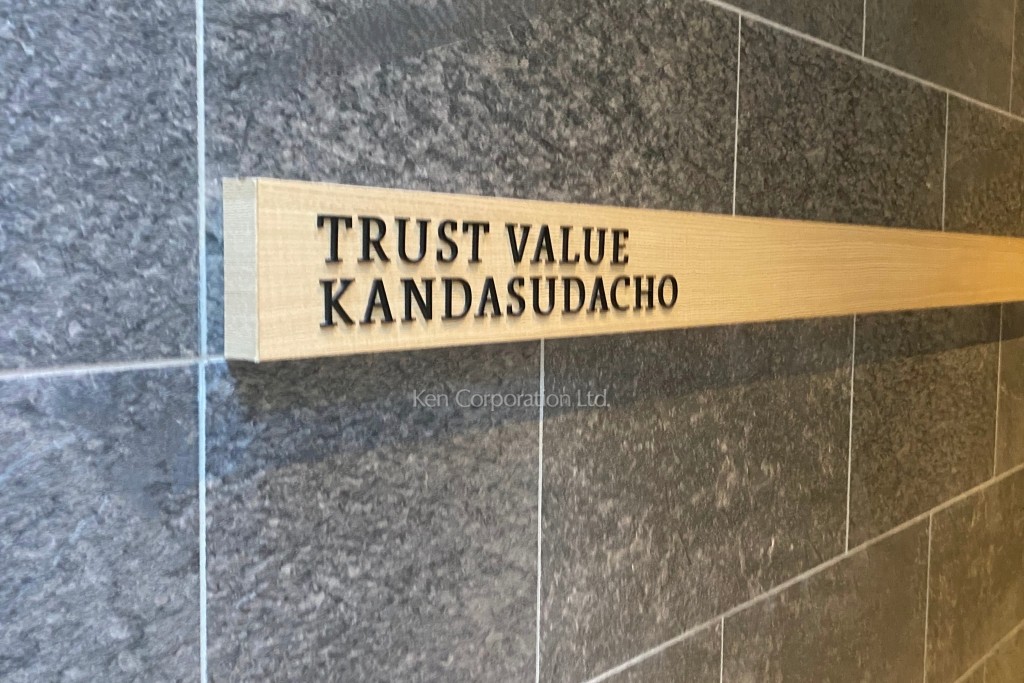 TRUST VALUE
KANDASUDACHO
Ken Corporation Ltd.